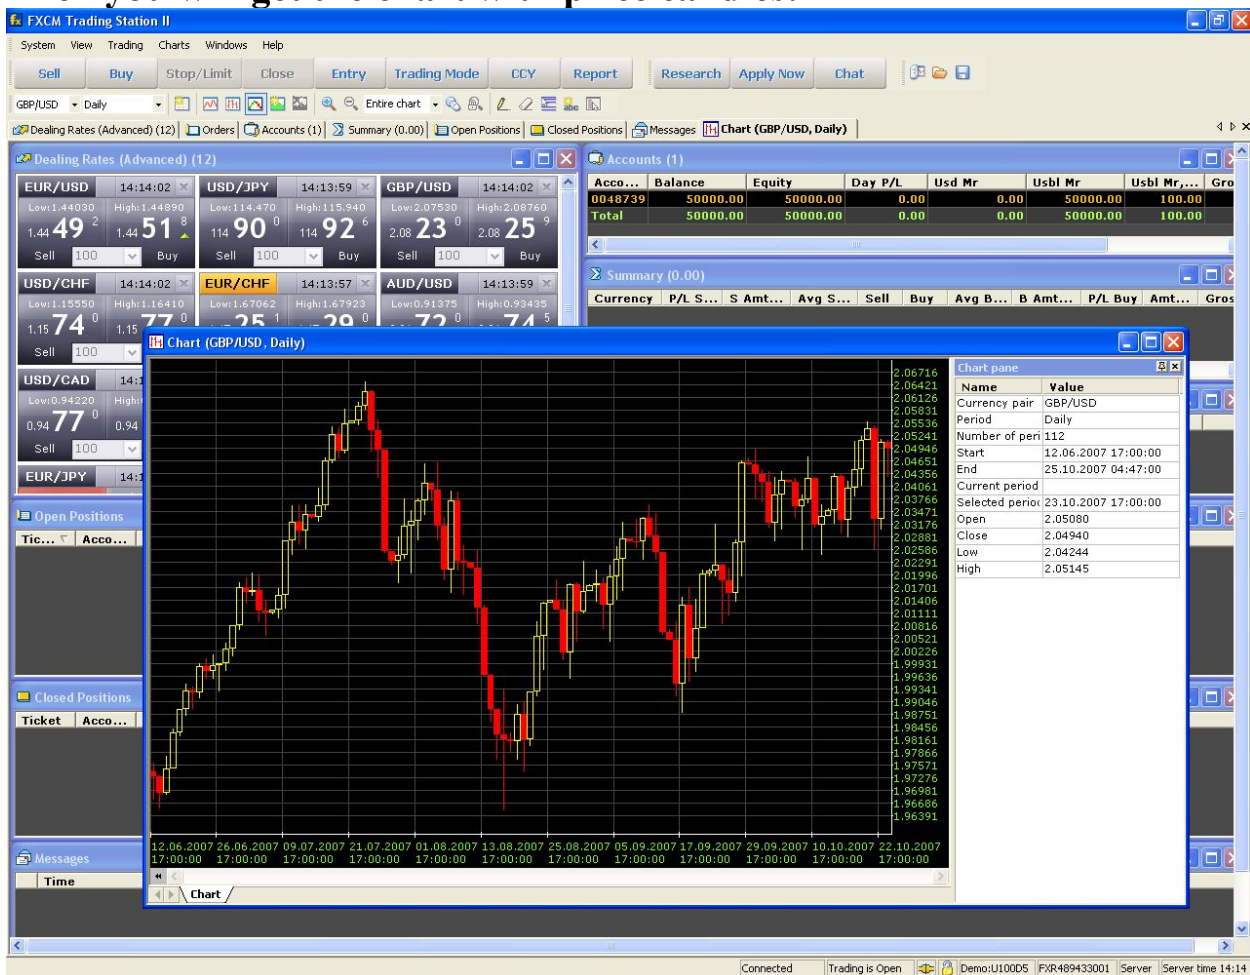 FXCM Trading Station II
System View Trading Charts Windows Help
Sell Buy Stop/Limit Close Entry Trading Mode CCY Report Research Apply Now Chat
GBP/USD Daily Entire chart
Dealing Rates (Advanced) (12) Orders Accounts (1) Summary (0.00) Open Positions Closed Positions Messages Chart (GBP/USD, Daily)
Dealing Rates (Advanced) (12)
EUR/USD 14:14:02 USD/JPY 14:13:59 GBP/USD 14:14:02
Low:1.44030 High:1.44890 Low:114.470 High:115.940 Low:2.07530 High:2.08760
1.44 49 2 1.44 51 8 114 90 0 114 92 6 2.08 23 0 2.08 25 9
Sell 100 Buy Sell 100 Buy Sell 100 Buy
USD/CHF 14:14:02 EUR/CHF 14:13:57 AUD/USD 14:13:59
Low:1.15550 High:1.16410 Low:1.67062 High:1.67923 Low:0.91375 High:0.93435
1.15 74 0 1.15 77 0 25 1 29 0 72 0 74 5
Sell 100
USD/CAD 14:1
Low:0.94220 High:
0.94 77 0 0.94
Sell 100
EUR/JPY 14:1
Accounts (1)
Acco... Balance Equity Day P/L Usd Mr Usbl Mr Usbl Mr,... Gro
0048739 50000.00 50000.00 0.00 0.00 50000.00 100.00
Total 50000.00 50000.00 0.00 0.00 50000.00 100.00
Summary (0.00)
Currency P/L S... S Amt... Avg S... Sell Buy Avg B... B Amt... P/L Buy Amt... Gros
Open Positions
Tic... Acco...
Closed Positions
Ticket Acco...
Messages
Time
Chart (GBP/USD, Daily)
2.06716
2.06421
2.06126
2.05831
2.05536
2.05241
2.04946
2.04651
2.04356
2.04061
2.03766
2.03471
2.03176
2.02881
2.02586
2.02291
2.01996
2.01701
2.01406
2.01111
2.00816
2.00521
2.00226
1.99931
1.99636
1.99341
1.99046
1.98751
1.98456
1.98161
1.97866
1.97571
1.97276
1.96981
1.96686
1.96391
12.06.2007 26.06.2007 09.07.2007 21.07.2007 01.08.2007 13.08.2007 25.08.2007 05.09.2007 17.09.2007 29.09.2007 10.10.2007 22.10.2007
17:00:00 17:00:00 17:00:00 17:00:00 17:00:00 17:00:00 17:00:00 17:00:00 17:00:00 17:00:00 17:00:00 17:00:00
Chart
Chart pane
Name Value
Currency pair GBP/USD
Period Daily
Number of peri 112
Start 12.06.2007 17:00:00
End 25.10.2007 04:47:00
Current period
Selected perio 23.10.2007 17:00:00
Open 2.05080
Close 2.04940
Low 2.04244
High 2.05145
Connected Trading is Open Demo:U100D5 FXR489433001 Server Server time 14:14